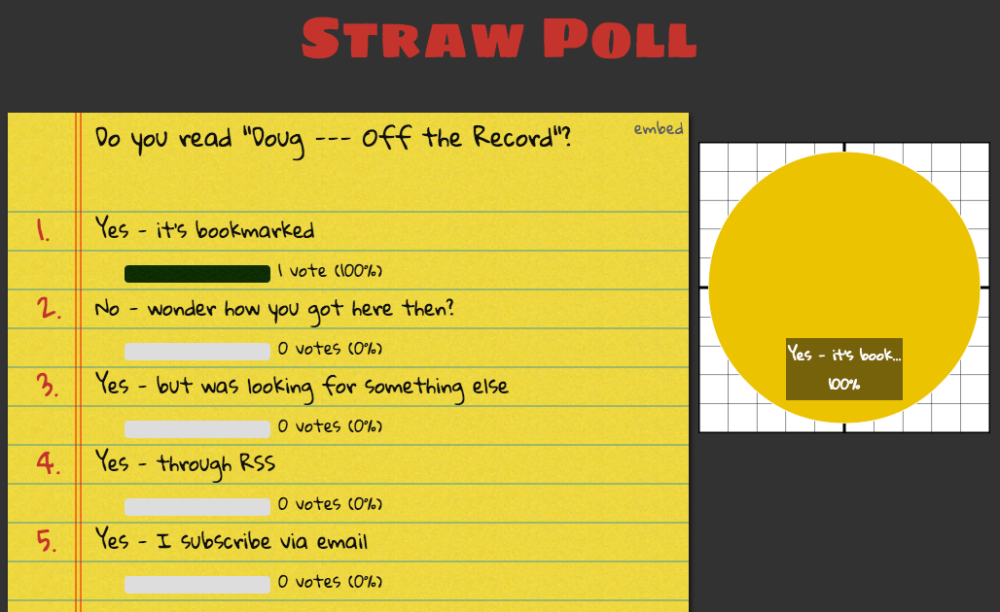 Straw Poll
embed
Do you read "Doug --- Off the Record"?
1. Yes - it's bookmarked
1 vote (100%)
2. No - wonder how you got here then?
0 votes (0%)
3. Yes - but was looking for something else
0 votes (0%)
4. Yes - through RSS
0 votes (0%)
5. Yes - I subscribe via email
0 votes (0%)
Yes - it's book...
100%